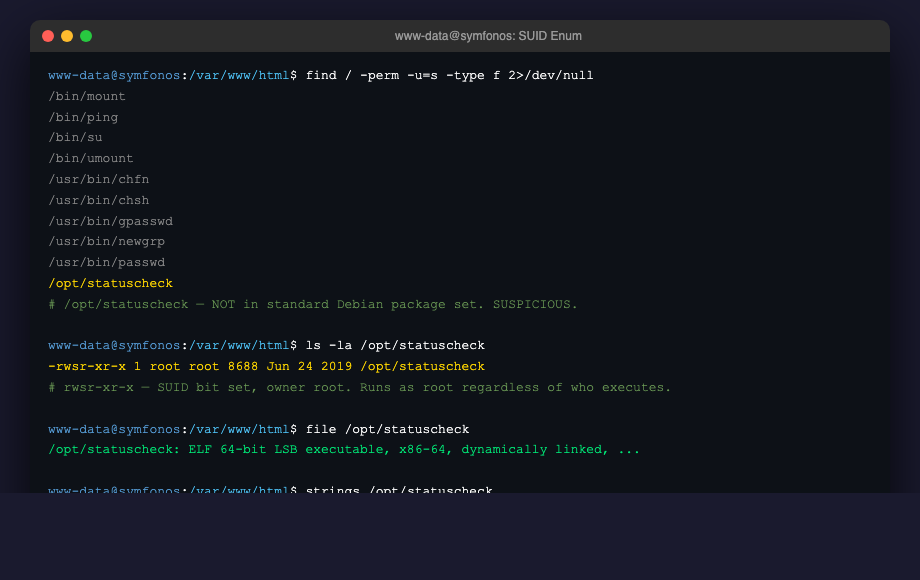 www-data@symfonos: SUID Enum
www-data@symfonos:/var/www/html$ find / -perm -u=s -type f 2>/dev/null
/bin/mount
/bin/ping
/bin/su
/bin/umount
/usr/bin/chfn
/usr/bin/chsh
/usr/bin/gpasswd
/usr/bin/newgrp
/usr/bin/passwd
/opt/statuscheck
# /opt/statuscheck — NOT in standard Debian package set. SUSPICIOUS.
www-data@symfonos:/var/www/html$ ls -la /opt/statuscheck
-rwsr-xr-x 1 root root 8688 Jun 24 2019 /opt/statuscheck
# rwsr-xr-x — SUID bit set, owner root. Runs as root regardless of who executes.
www-data@symfonos:/var/www/html$ file /opt/statuscheck
/opt/statuscheck: ELF 64-bit LSB executable, x86-64, dynamically linked, ...
www-data@symfonos:/var/www/html$ strings /opt/statuscheck